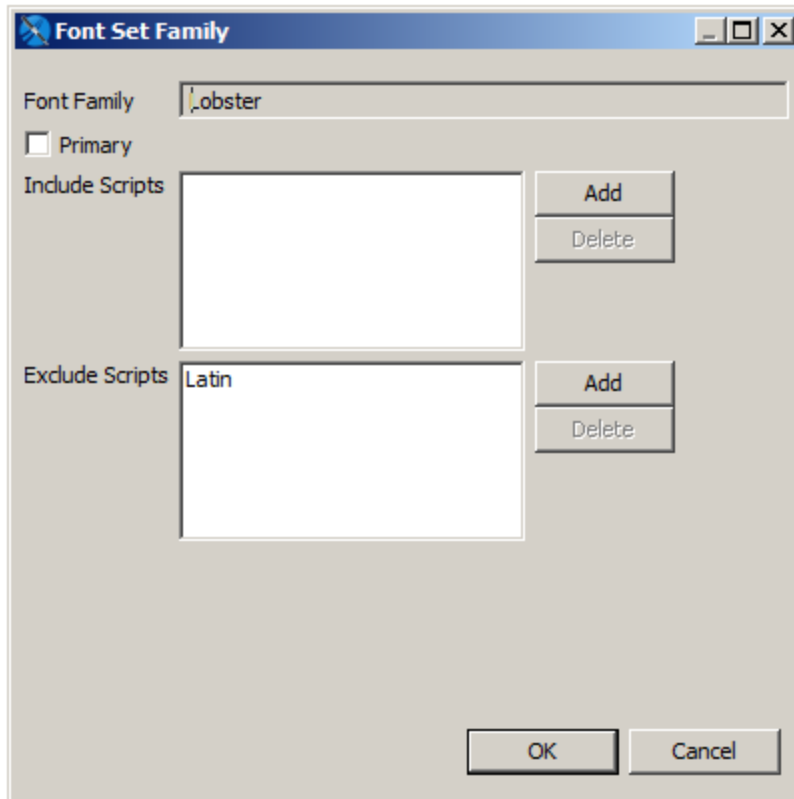 Font Set Family
Font Family Lobster
Primary
Include Scripts Add
Delete
Exclude Scripts Latin Add
Delete
OK Cancel